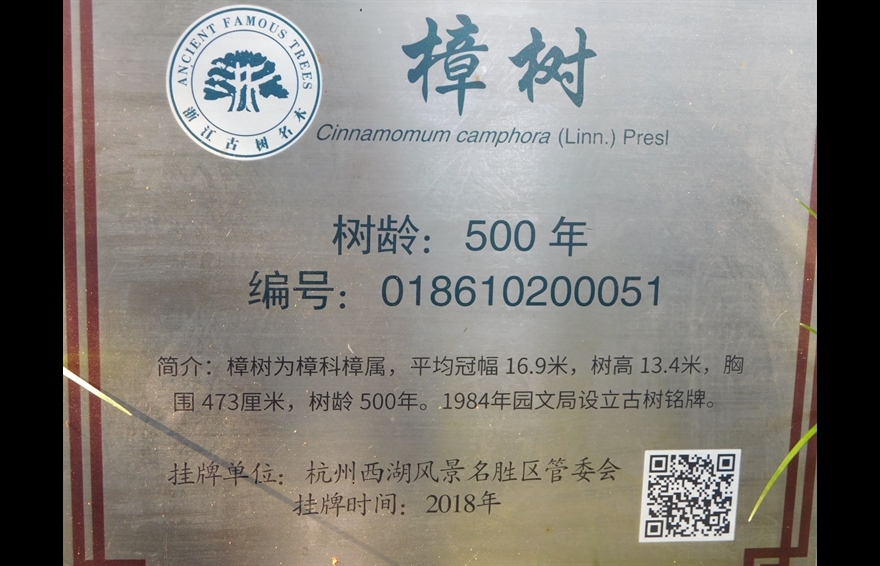 ANCIENT FAMOUS TREES
浙江古树名木
樟树
Cinnamomum camphora (Linn.) Presl
树龄：500 年
编号：018610200051
简介：樟树为樟科樟属，平均冠幅 16.9米，树高 13.4米，胸
围 473厘米，树龄 500年。1984年园文局设立古树铭牌。
挂牌单位：杭州西湖风景名胜区管委会
挂牌时间：2018年